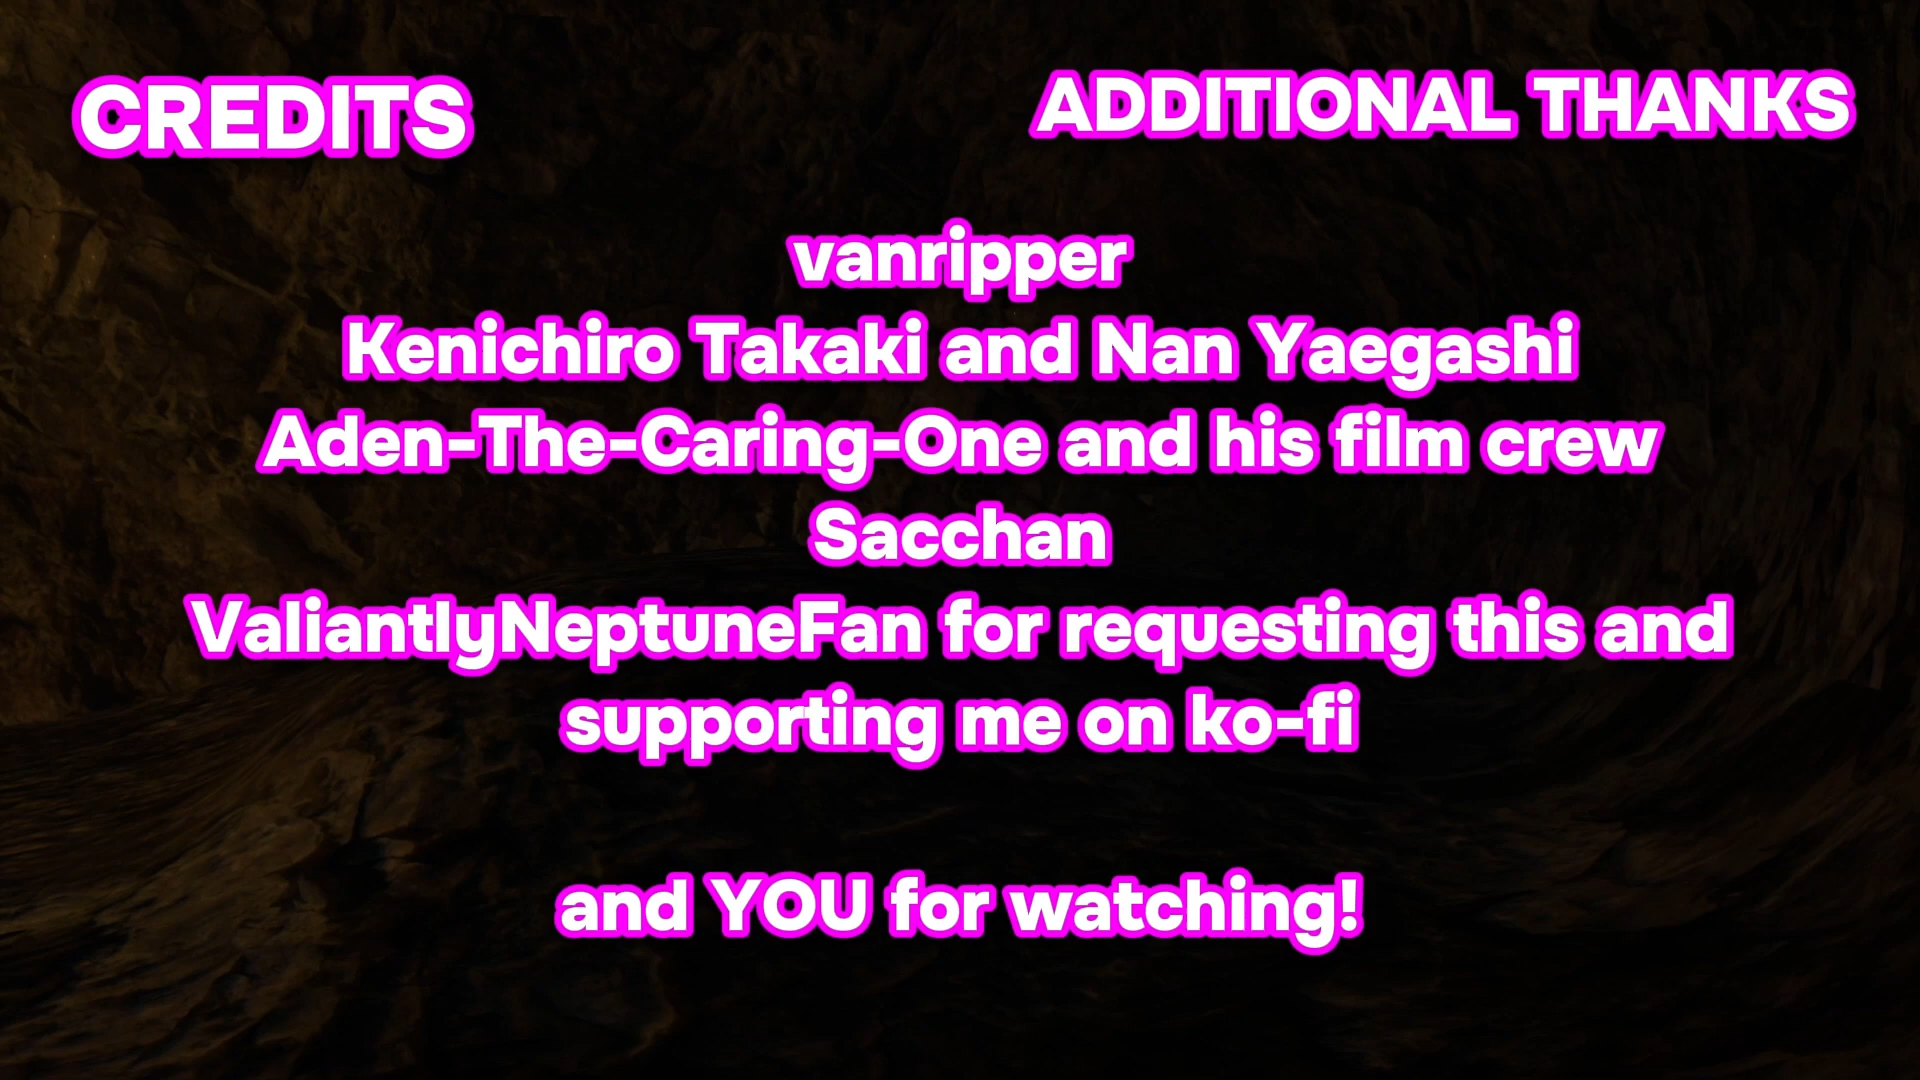 CREDITS
ADDITIONAL THANKS
vanripper
Kenichiro Takaki and Nan Yaegashi
Aden-The-Caring-One and his film crew
Sacchan
ValiantlyNeptuneFan for requesting this and
supporting me on ko-fi
and YOU for watching!